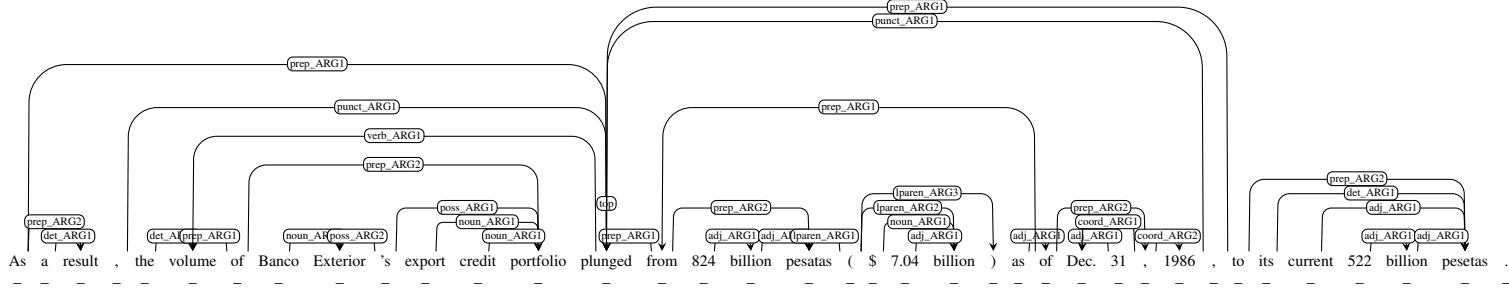 prep_ARG1
punct_ARG1
prep_ARG1
punct_ARG1 prep_ARG1
verb_ARG1
prep_ARG2
prep_ARG2
lparen_ARG3 det_ARG1
poss_ARG1 top prep_ARG2 lparen_ARG2 prep_ARG2 adj_ARG1
prep_ARG2 noun_ARG1 noun_ARG1 coord_ARG1
det_ARG1 prep_ARG1 poss_ARG2 noun_ARG1 prep_ARG1 adj_ARG1 lparen_ARG1 adj_ARG1 adj_ARG1 adj_ARG1 coord_ARG2 adj_ARG1 adj_ARG1
As a result , the volume of Banco Exterior 's export credit portfolio plunged from 824 billion pesatas ( $ 7.04 billion ) as of Dec. 31 , 1986 , to its current 522 billion pesetas .